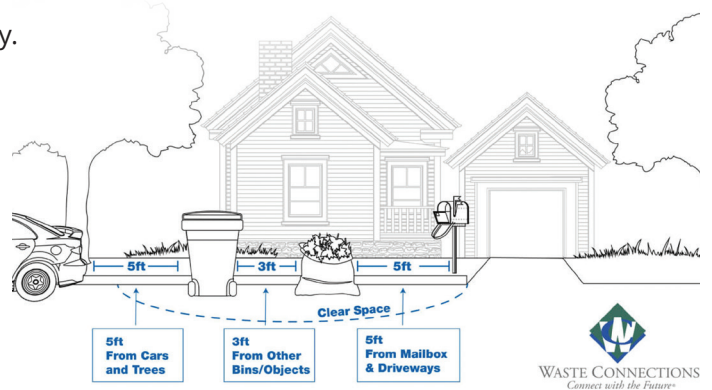 y.
5ft
3ft
5ft
Clear Space
5ft
From Cars
and Trees
3ft
From Other
Bins/Objects
5ft
From Mailbox
& Driveways
WASTE CONNECTIONS
Connect with the Future®